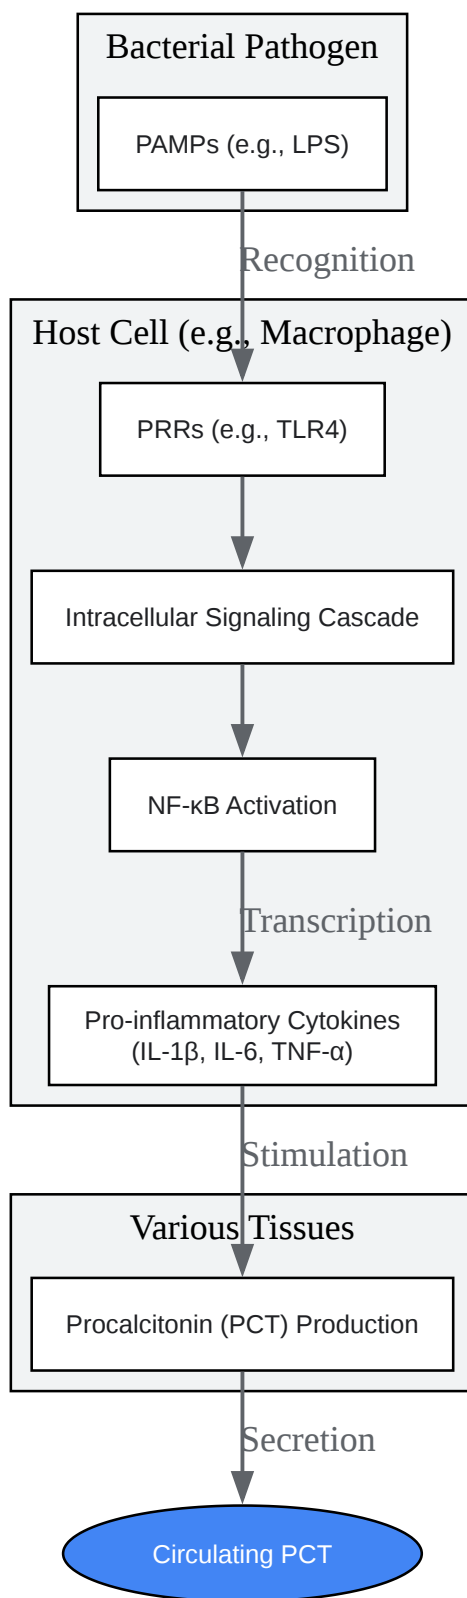 Bacterial Pathogen
PAMPs (e.g., LPS)
Recognition
Host Cell (e.g., Macrophage)
PRRs (e.g., TLR4)
Intracellular Signaling Cascade
NF-κB Activation
Transcription
Pro-inflammatory Cytokines
(IL-1β, IL-6, TNF-α)
Stimulation
Various Tissues
Procalcitonin (PCT) Production
Secretion
Circulating PCT